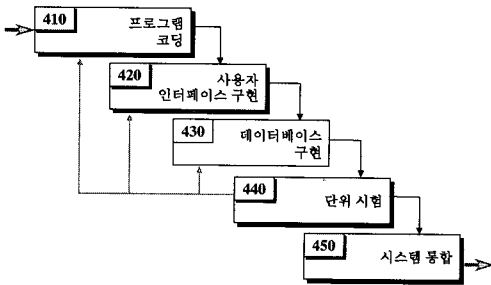 410
프로그램
코딩
420
사용자
인터페이스 구현
430
데이터베이스
구현
440
단위 시험
450
시스템 통합